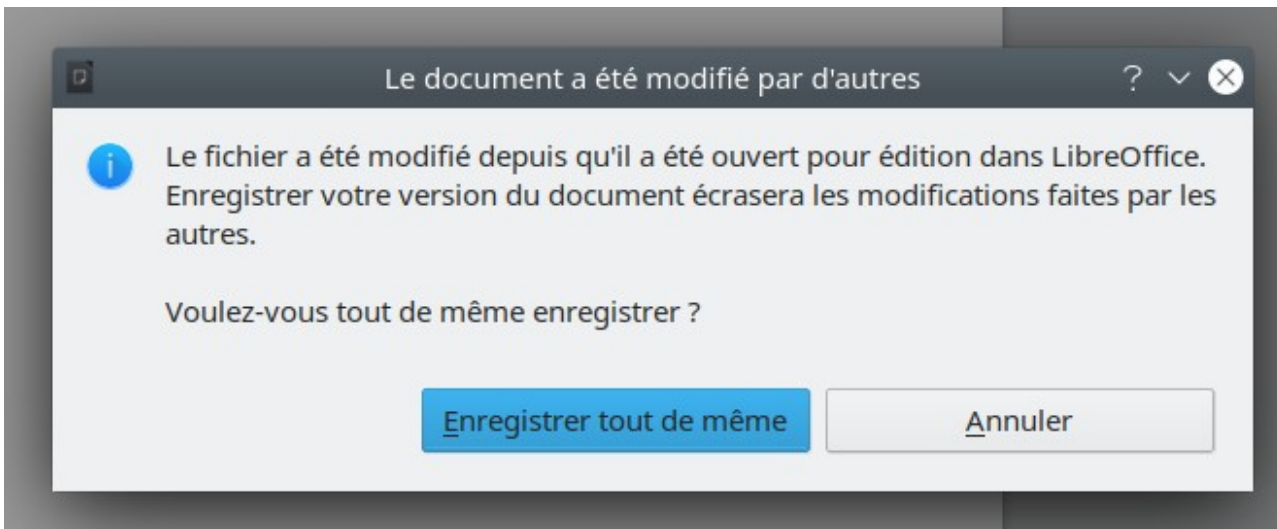 Le document a été modifié par d'autres
Le fichier a été modifié depuis qu'il a été ouvert pour édition dans LibreOffice.
Enregistrer votre version du document écrasera les modifications faites par les
autres.
Voulez-vous tout de même enregistrer ?
Enregistrer tout de même
Annuler